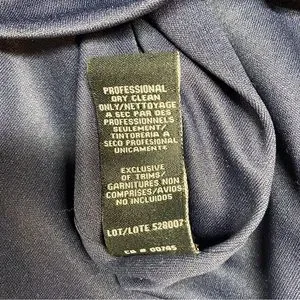 PROFESSIONAL
DRY CLEAN
ONLY/NETTOYAGE
A SEC PAR DES
PROFESSIONNELS
SEULEMENT/
TINTORERIA A
SECO PROFESIONAL
UNICAMENTE
EXCLUSIVE
OF TRIMS/
GARNITURES NON
COMPRISES/AVIOS
NO INCLUIDOS
LOT/LOTE 528007